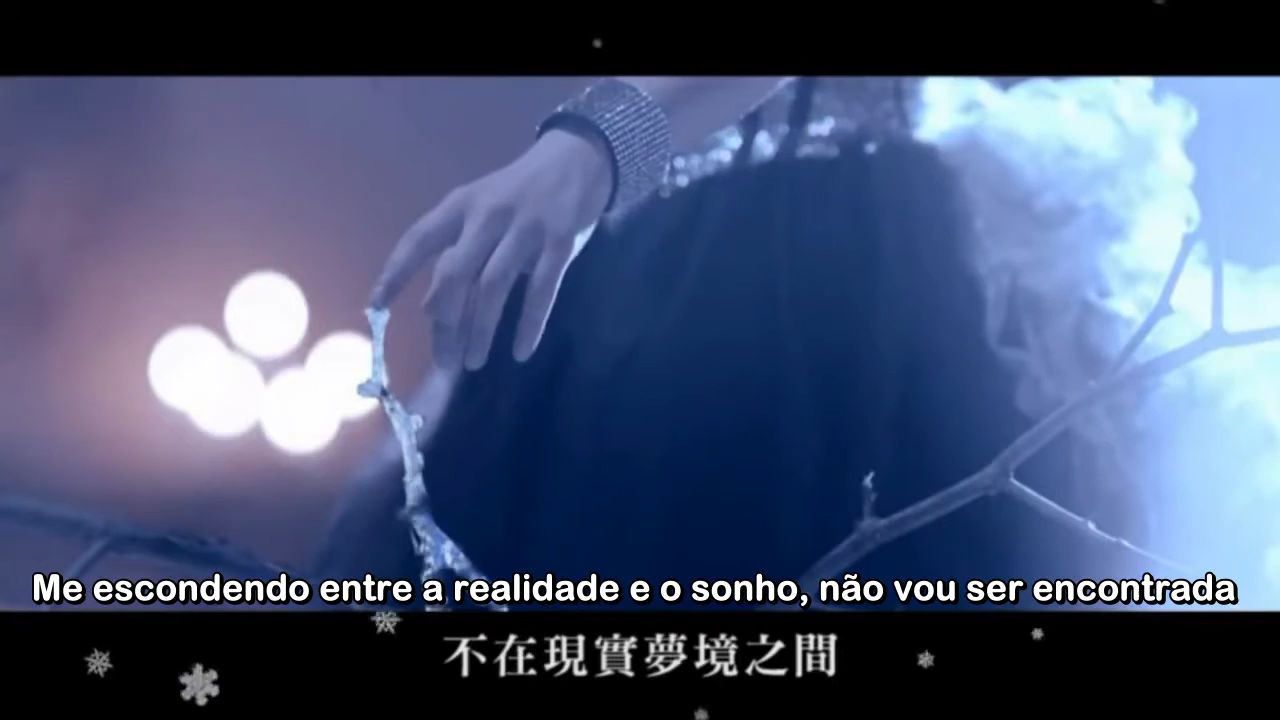 Me escondendo entre a realidade e o sonho, não vou ser encontrada
不在現實夢境之間